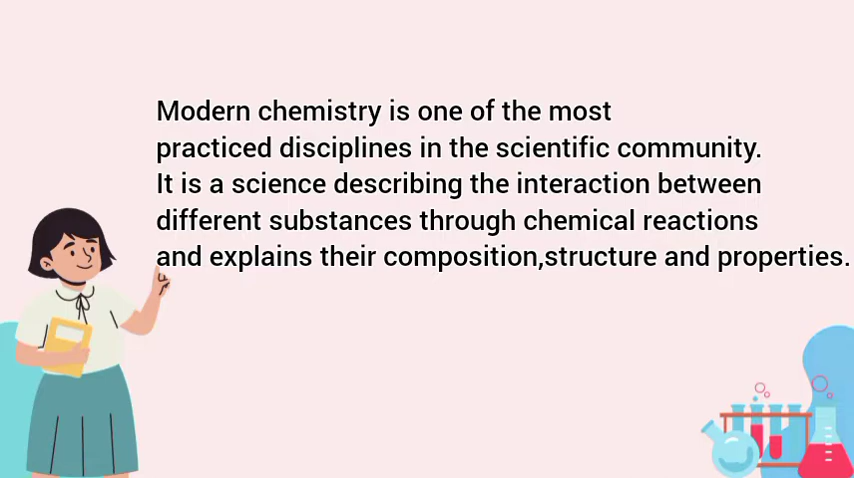 Modern chemistry is one of the most
practiced disciplines in the scientific community.
It is a science describing the interaction between
different substances through chemical reactions
and explains their composition,structure and properties.